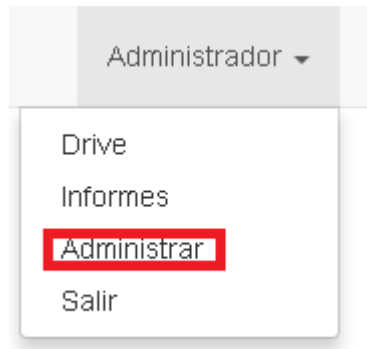 Administrador
Drive
Informes
Administrar
Salir